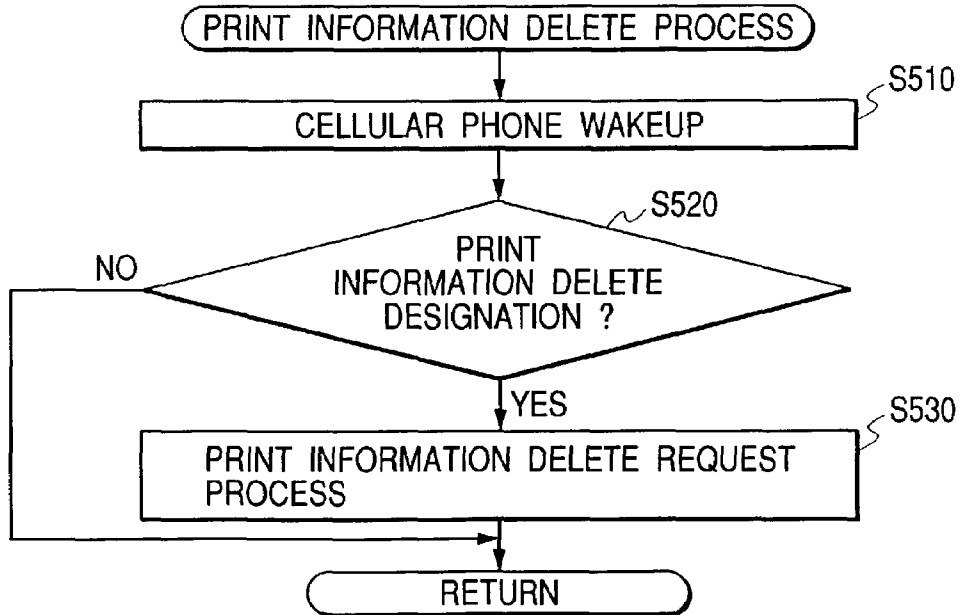 PRINT INFORMATION DELETE PROCESS
S510
CELLULAR PHONE WAKEUP
S520
PRINT
INFORMATION DELETE
DESIGNATION ?
NO
YES
S530
PRINT INFORMATION DELETE REQUEST
PROCESS
RETURN